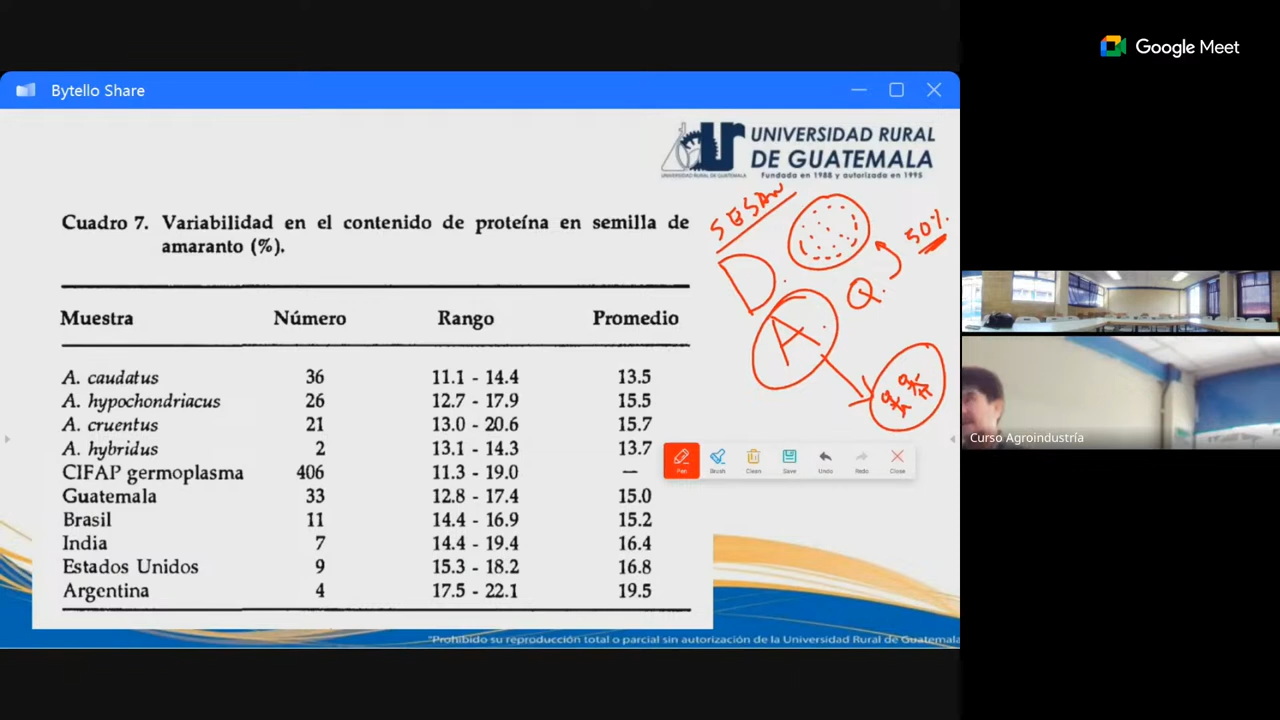 Google Meet
Bytello Share
UNIVERSIDAD RURAL
DE GUATEMALA
UNIVERSIDAD RURAL DE GUATEMALA
Fundada en 1988 y autorizada en 1995
Cuadro 7. Variabilidad en el contenido de proteína en semilla de
amaranto (%).
SESAN
50%
D.
Q.
A.
Muestra Número Rango Promedio
A. caudatus 36 11.1 - 14.4 13.5
A. hypochondriacus 26 12.7 - 17.9 15.5
A. cruentus 21 13.0 - 20.6 15.7
A. hybridus 2 13.1 - 14.3 13.7
CIFAP germoplasma 406 11.3 - 19.0 —
Guatemala 33 12.8 - 17.4 15.0
Brasil 11 14.4 - 16.9 15.2
India 7 14.4 - 19.4 16.4
Estados Unidos 9 15.3 - 18.2 16.8
Argentina 4 17.5 - 22.1 19.5
Pen Brush Clean Save Undo Redo Close
Curso Agroindustría
"Prohibido su reproducción total o parcial sin autorización de la Universidad Rural de Guatemala